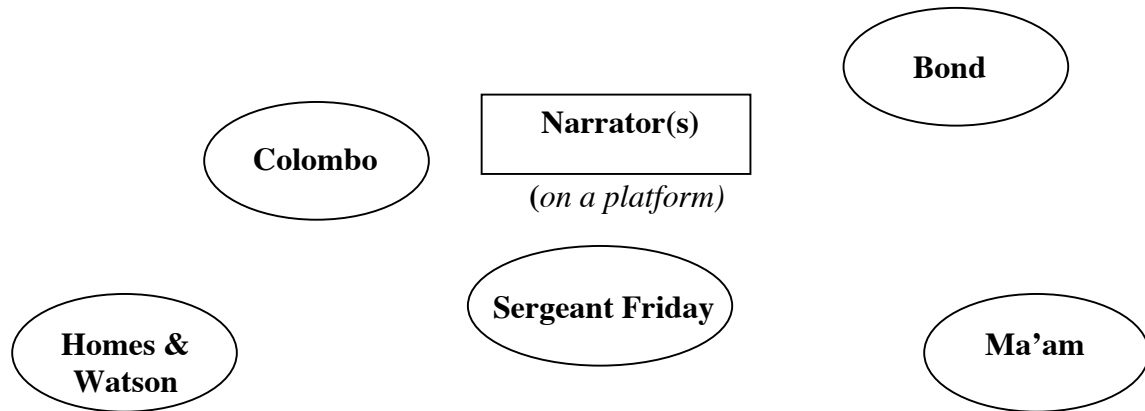 Bond
Narrator(s)
Colombo
(on a platform)
Sergeant Friday
Homes &
Watson
Ma’am